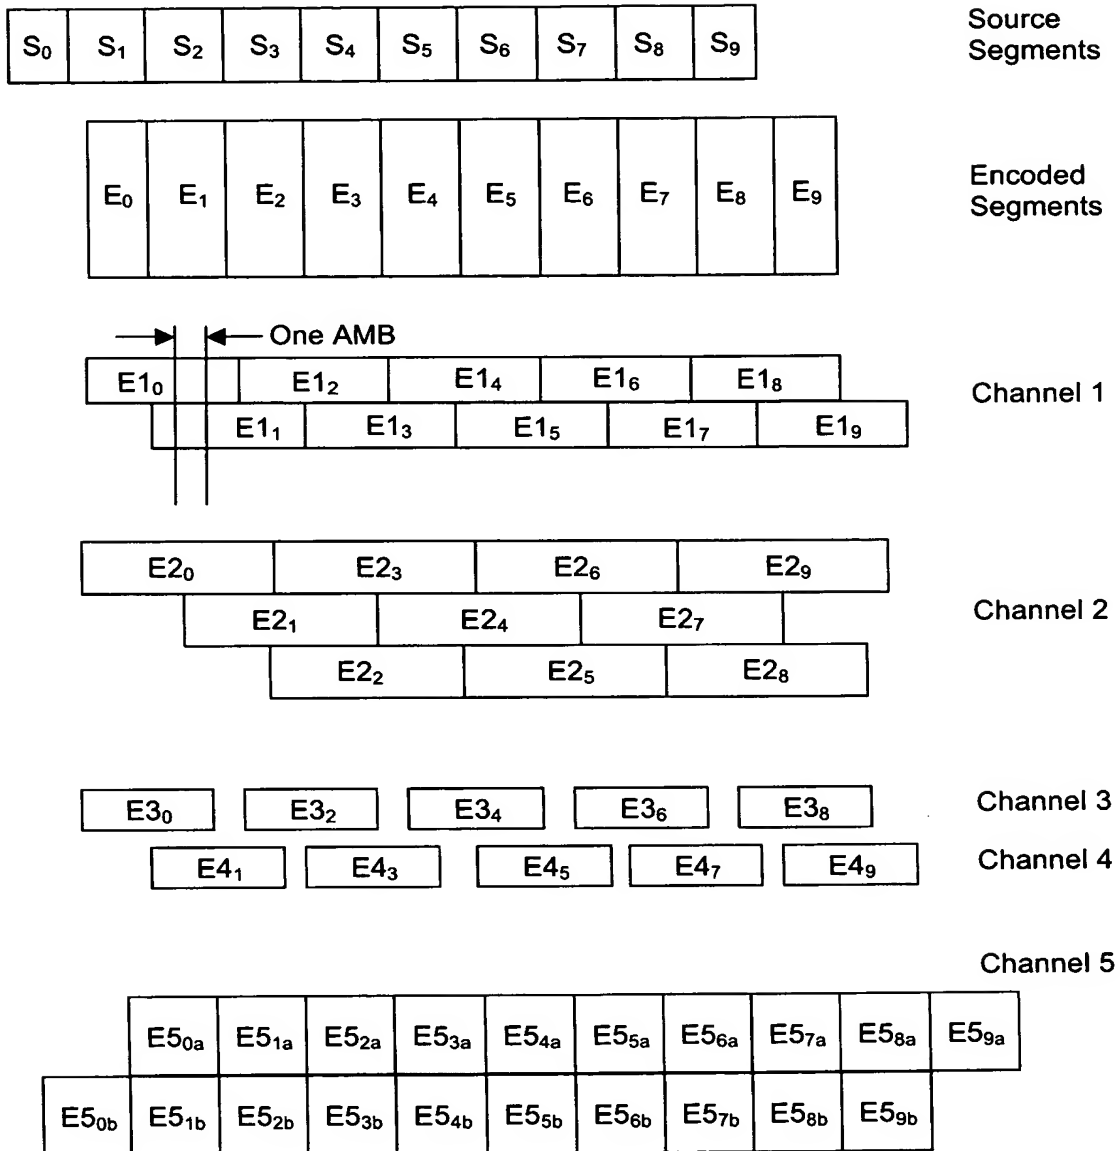 S₀ S₁ S₂ S₃ S₄ S₅ S₆ S₇ S₈ S₉
Source
Segments
E₀ E₁ E₂ E₃ E₄ E₅ E₆ E₇ E₈ E₉
Encoded
Segments
One AMB
E1₀ E1₂ E1₄ E1₆ E1₈
Channel 1
E1₁ E1₃ E1₅ E1₇ E1₉
E2₀ E2₃ E2₆ E2₉
E2₁ E2₄ E2₇
Channel 2
E2₂ E2₅ E2₈
E3₀ E3₂ E3₄ E3₆ E3₈
Channel 3
E4₁ E4₃ E4₅ E4₇ E4₉
Channel 4
Channel 5
E5₀ₐ E5₁ₐ E5₂ₐ E5₃ₐ E5₄ₐ E5₅ₐ E5₆ₐ E5₇ₐ E5₈ₐ E5₉ₐ
E5₀b E5₁b E5₂b E5₃b E5₄b E5₅b E5₆b E5₇b E5₈b E5₉b